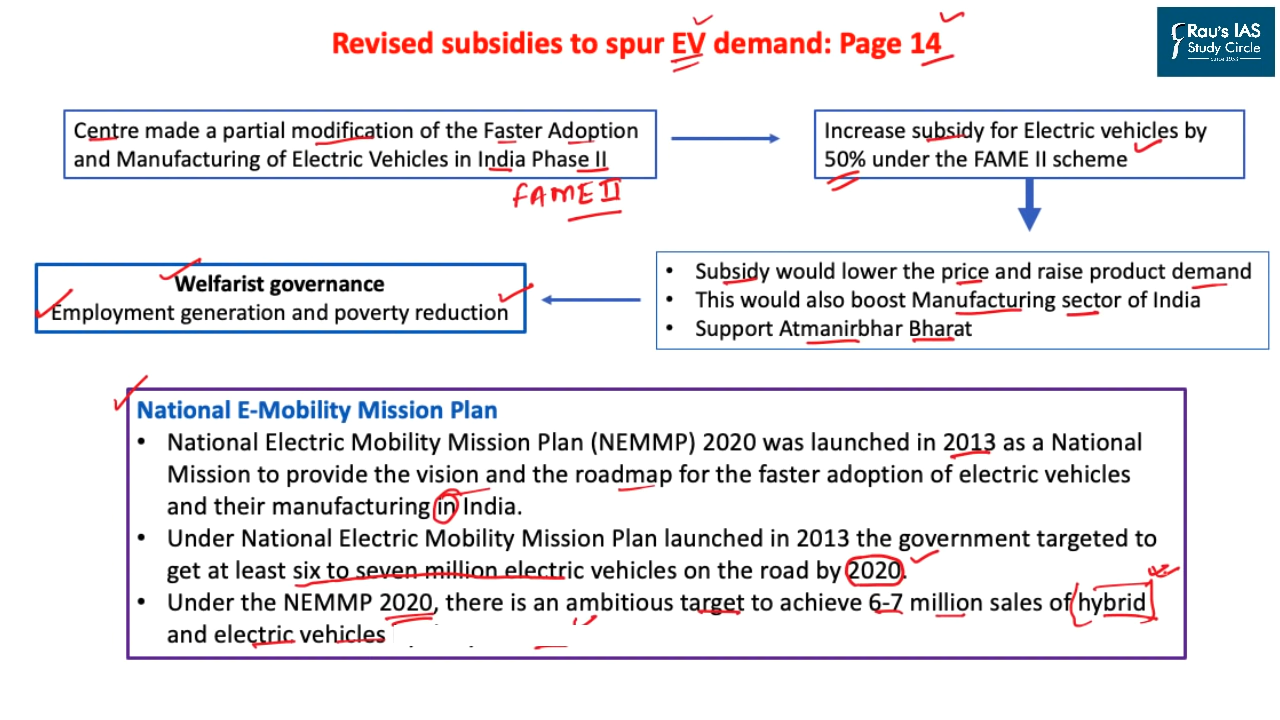 Revised subsidies to spur EV demand: Page 14
Rau's IAS
Study Circle
since 1953
Centre made a partial modification of the Faster Adoption
and Manufacturing of Electric Vehicles in India Phase II
FAME II
Increase subsidy for Electric vehicles by
50% under the FAME II scheme
Welfarist governance
Employment generation and poverty reduction
• Subsidy would lower the price and raise product demand
• This would also boost Manufacturing sector of India
• Support Atmanirbhar Bharat
National E-Mobility Mission Plan
• National Electric Mobility Mission Plan (NEMMP) 2020 was launched in 2013 as a National
Mission to provide the vision and the roadmap for the faster adoption of electric vehicles
and their manufacturing in India.
• Under National Electric Mobility Mission Plan launched in 2013 the government targeted to
get at least six to seven million electric vehicles on the road by 2020.
• Under the NEMMP 2020, there is an ambitious target to achieve 6-7 million sales of hybrid
and electric vehicles